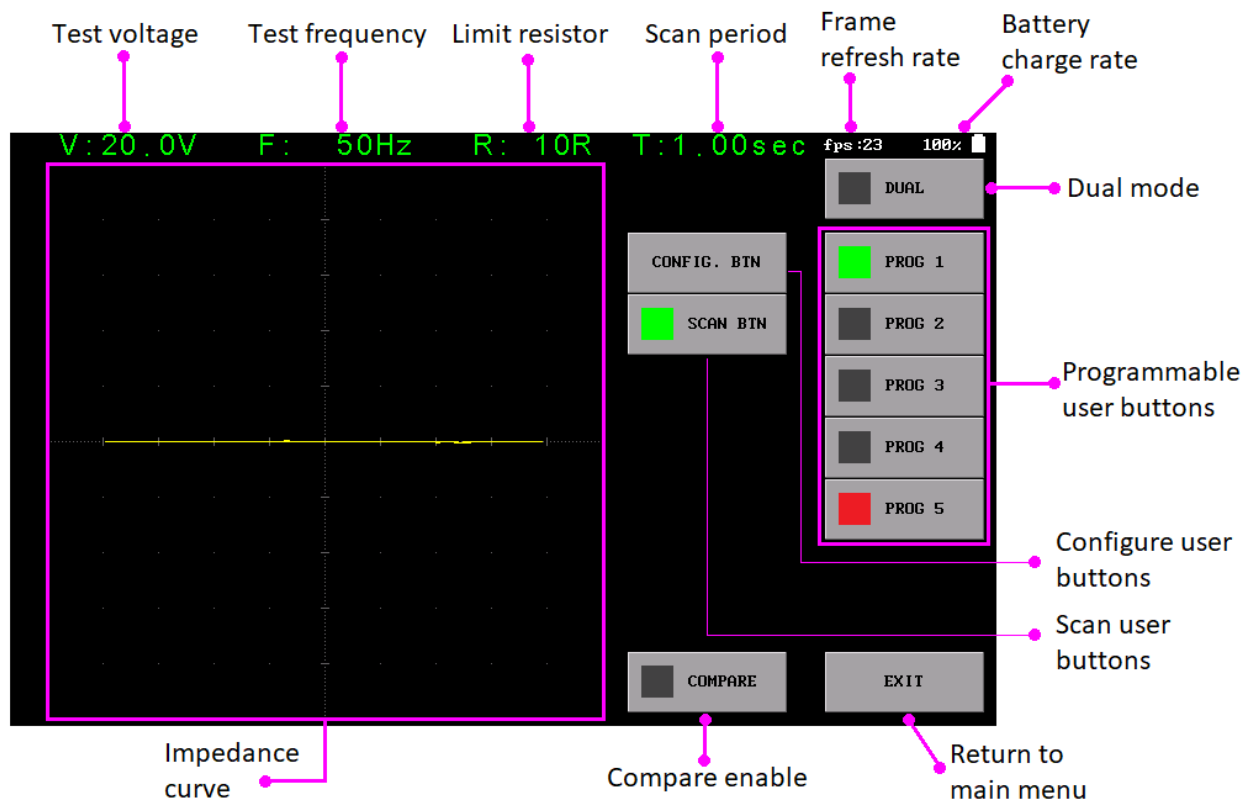 Test voltage
Test frequency
Limit resistor
Scan period
Frame
refresh rate
Battery
charge rate
V:20.0V F: 50Hz R: 10R T:1.00sec fps:23 100%
DUAL
Dual mode
CONFIG. BTN
SCAN BTN
PROG 1
PROG 2
PROG 3
PROG 4
PROG 5
Programmable
user buttons
Configure user
buttons
Scan user
buttons
COMPARE
EXIT
Impedance
curve
Compare enable
Return to
main menu